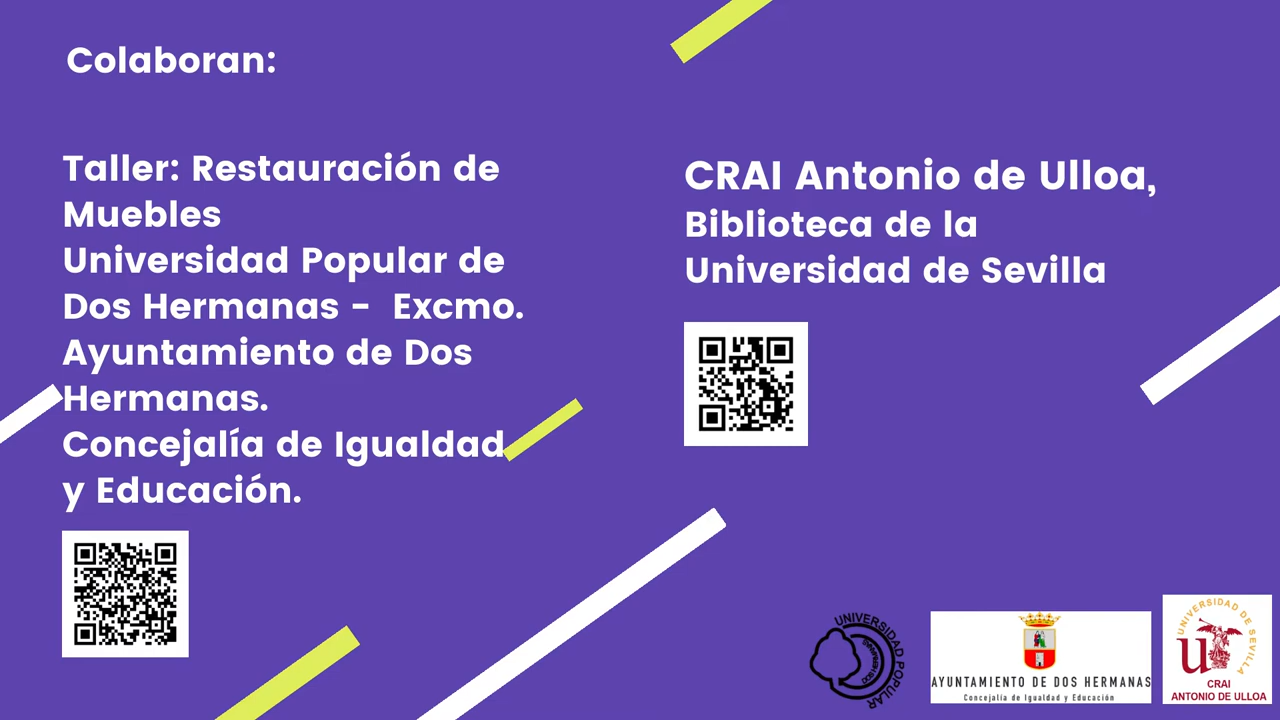 Colaboran:
Taller: Restauración de
Muebles
Universidad Popular de
Dos Hermanas - Excmo.
Ayuntamiento de Dos
Hermanas.
Concejalía de Igualdad
y Educación.
CRAI Antonio de Ulloa,
Biblioteca de la
Universidad de Sevilla
UNIVERSIDAD POPULAR
AYUNTAMIENTO DE DOS HERMANAS
Concejalía de Igualdad y Educación
UNIVERSIDAD DE SEVILLA
CRAI
ANTONIO DE ULLOA